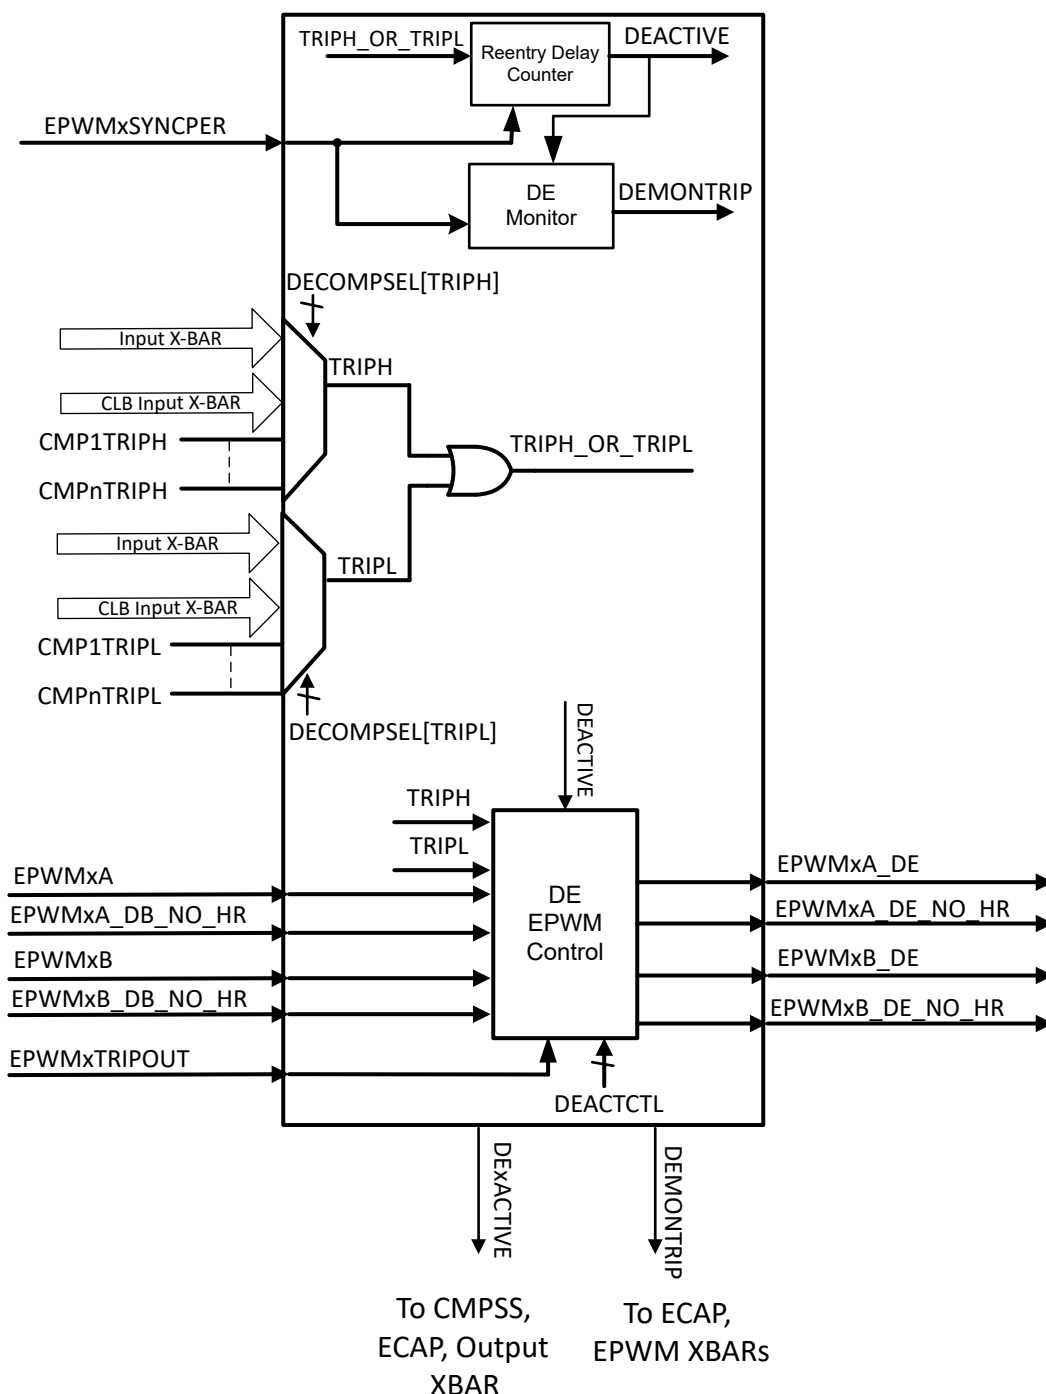 TRIPH_OR_TRIPL
Reentry Delay
Counter
DEACTIVE
EPWMxSYNCPER
DE
Monitor
DEMONTRIP
DECOMPSEL[TRIPH]
Input X-BAR
TRIPH
CLB Input X-BAR
CMP1TRIPH
TRIPH_OR_TRIPL
CMPnTRIPH
Input X-BAR
TRIPL
CLB Input X-BAR
CMP1TRIPL
CMPnTRIPL
DECOMPSEL[TRIPL]
DEACTIVE
TRIPH
TRIPL
EPWMxA
EPWMxA_DB_NO_HR
EPWMxB
EPWMxB_DB_NO_HR
DE
EPWM
Control
EPWMxA_DE
EPWMxA_DE_NO_HR
EPWMxB_DE
EPWMxB_DE_NO_HR
EPWMxTRIPOUT
DEACTCTL
DExACTIVE
DEMONTRIP
To CMPSS,
ECAP, Output
XBAR
To ECAP,
EPWM XBARs